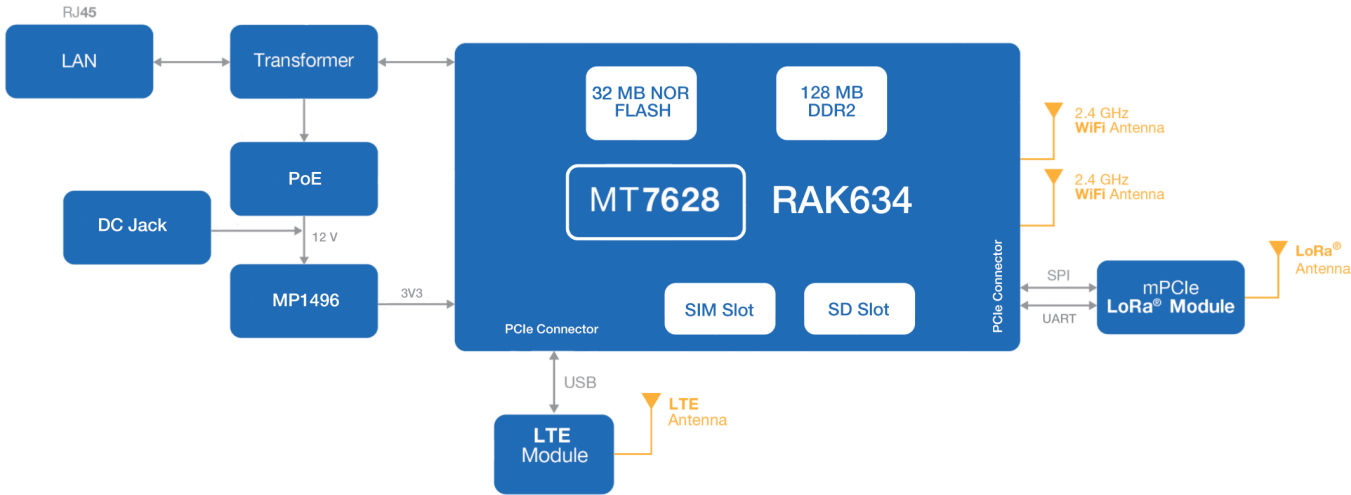 RJ45
LAN
Transformer
PoE
DC Jack
12 V
MP1496
3V3
32 MB NOR
FLASH
128 MB
DDR2
MT7628
RAK634
SIM Slot
SD Slot
PCIe Connector
PCIe Connector
2.4 GHz
WiFi Antenna
2.4 GHz
WiFi Antenna
SPI
UART
mPCIe
LoRa® Module
LoRa®
Antenna
USB
LTE
Antenna
LTE
Module